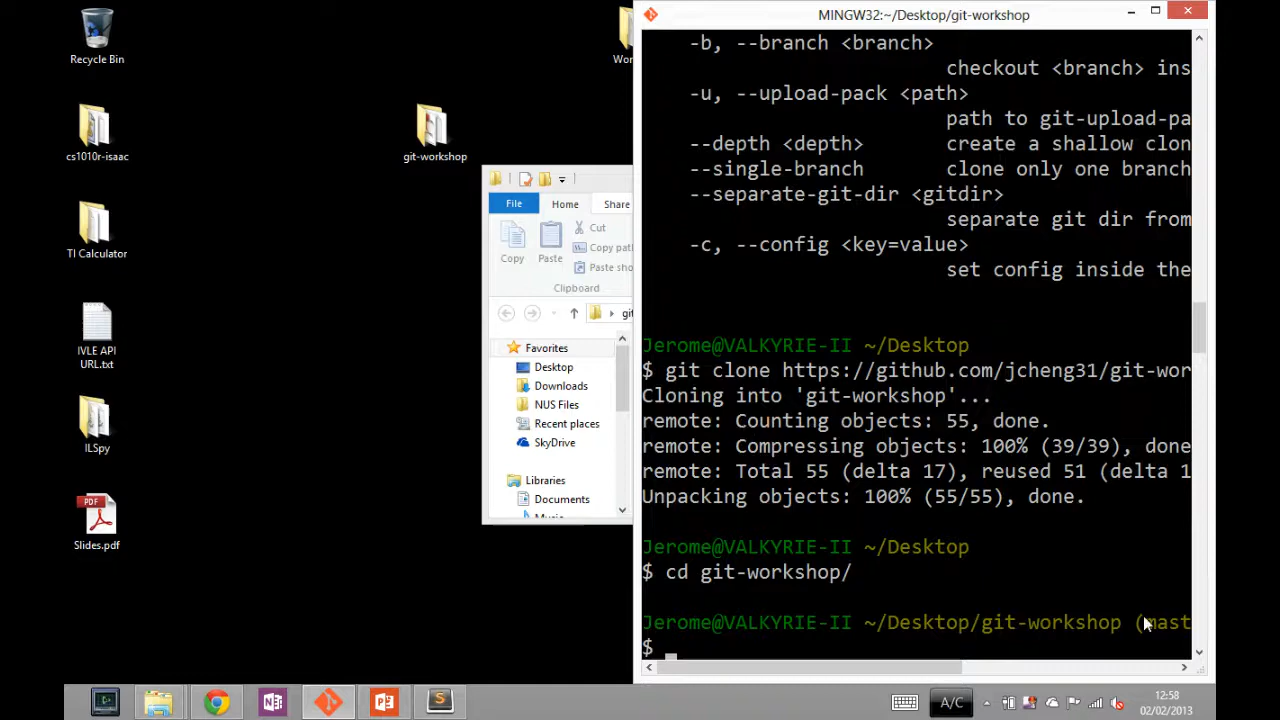 Recycle Bin
cs1010r-isaac
TI Calculator
IVLE API
URL.txt
ILSpy
PDF
Slides.pdf
git-workshop
File
Home
Share
Copy
Paste
Cut
Copy pat
Paste sho
Clipboard
Favorites
Desktop
Downloads
NUS Files
Recent places
SkyDrive
Libraries
Documents
MINGW32:~/Desktop/git-workshop
-b, --branch <branch>
checkout <branch> ins
-u, --upload-pack <path>
path to git-upload-pa
--depth <depth>
create a shallow clon
--single-branch
clone only one branch
--separate-git-dir <gitdir>
separate git dir from
-c, --config <key=value>
set config inside the
Jerome@VALKYRIE-II ~/Desktop
$ git clone https://github.com/jcheng31/git-wor
Cloning into 'git-workshop'...
remote: Counting objects: 55, done.
remote: Compressing objects: 100% (39/39), done
remote: Total 55 (delta 17), reused 51 (delta 1
Unpacking objects: 100% (55/55), done.
Jerome@VALKYRIE-II ~/Desktop
$ cd git-workshop/
Jerome@VALKYRIE-II ~/Desktop/git-workshop (mast
$
A/C
12:58
02/02/2013